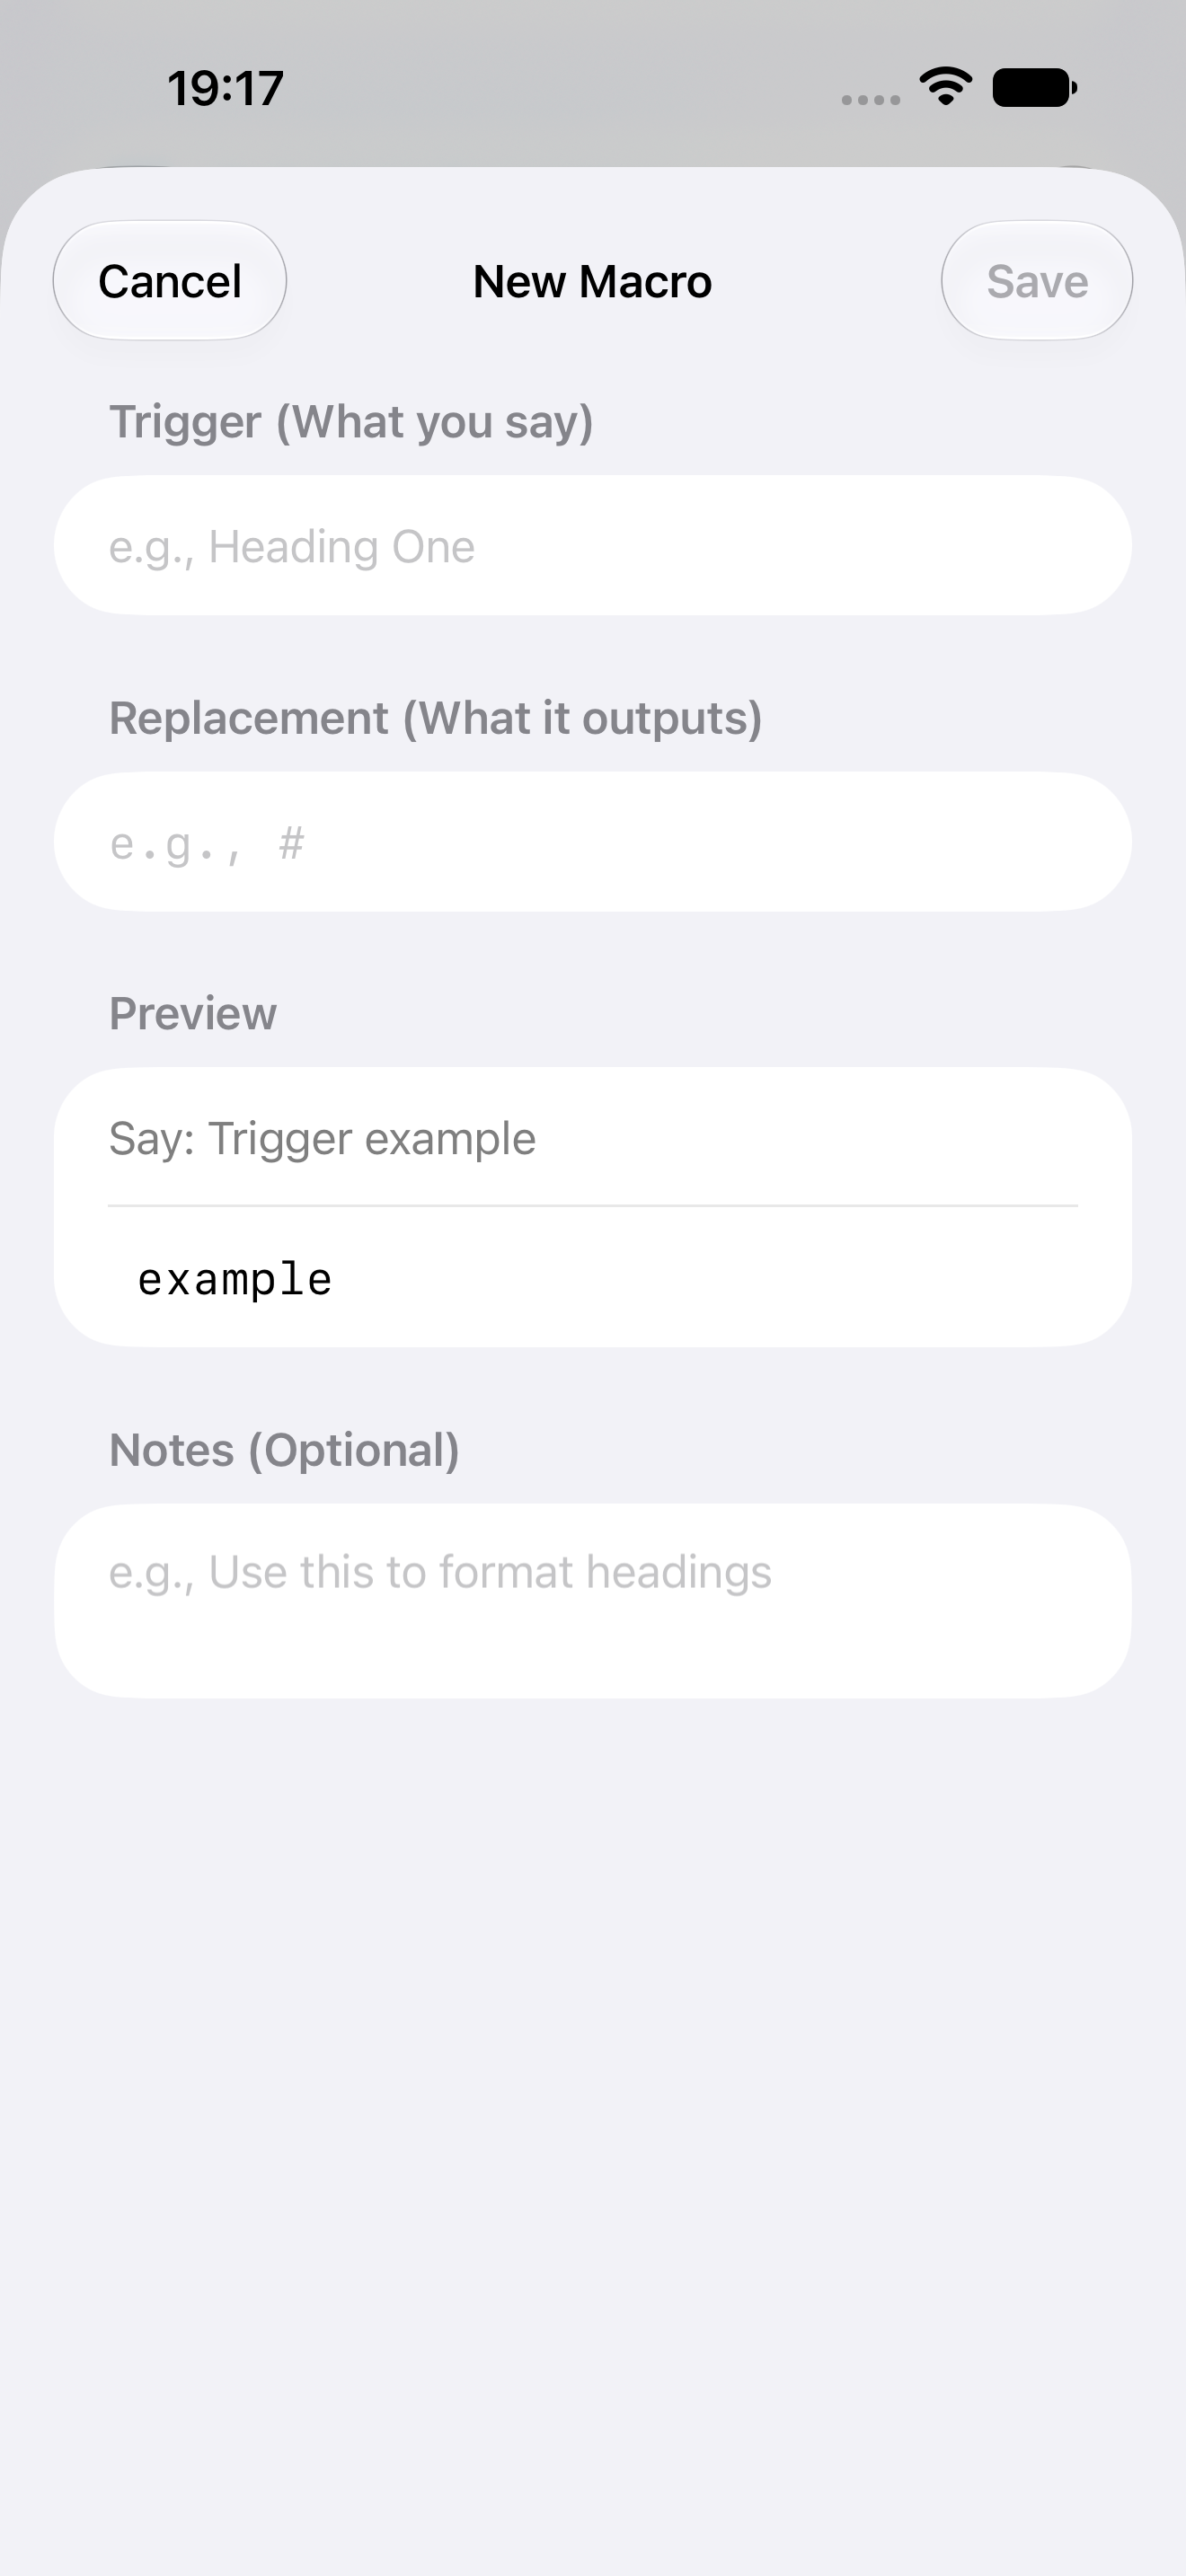 19:17
Cancel
New Macro
Save
Trigger (What you say)
e.g., Heading One
Replacement (What it outputs)
e.g., #
Preview
Say: Trigger example
example
Notes (Optional)
e.g., Use this to format headings